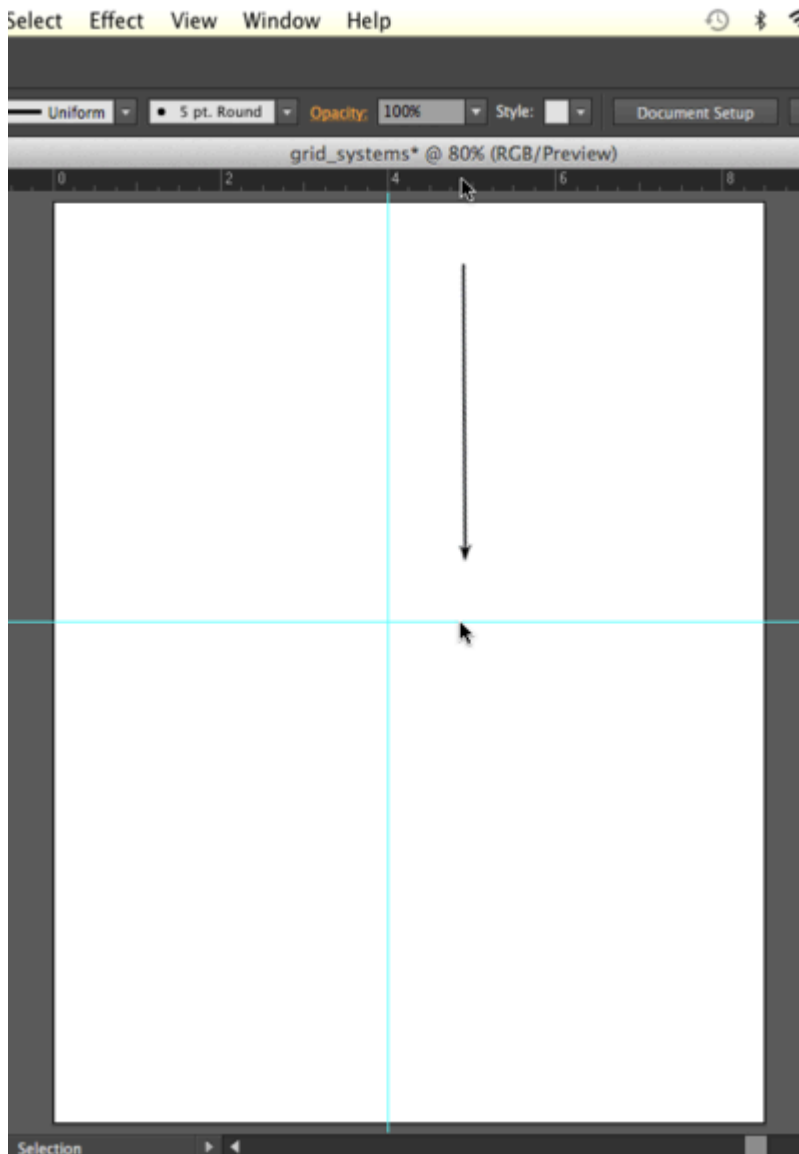 Select Effect View Window Help
Uniform 5 pt. Round Opacity: 100% Style: Document Setup
grid_systems* @ 80% (RGB/Preview)
0 2 4 6 8
Selection